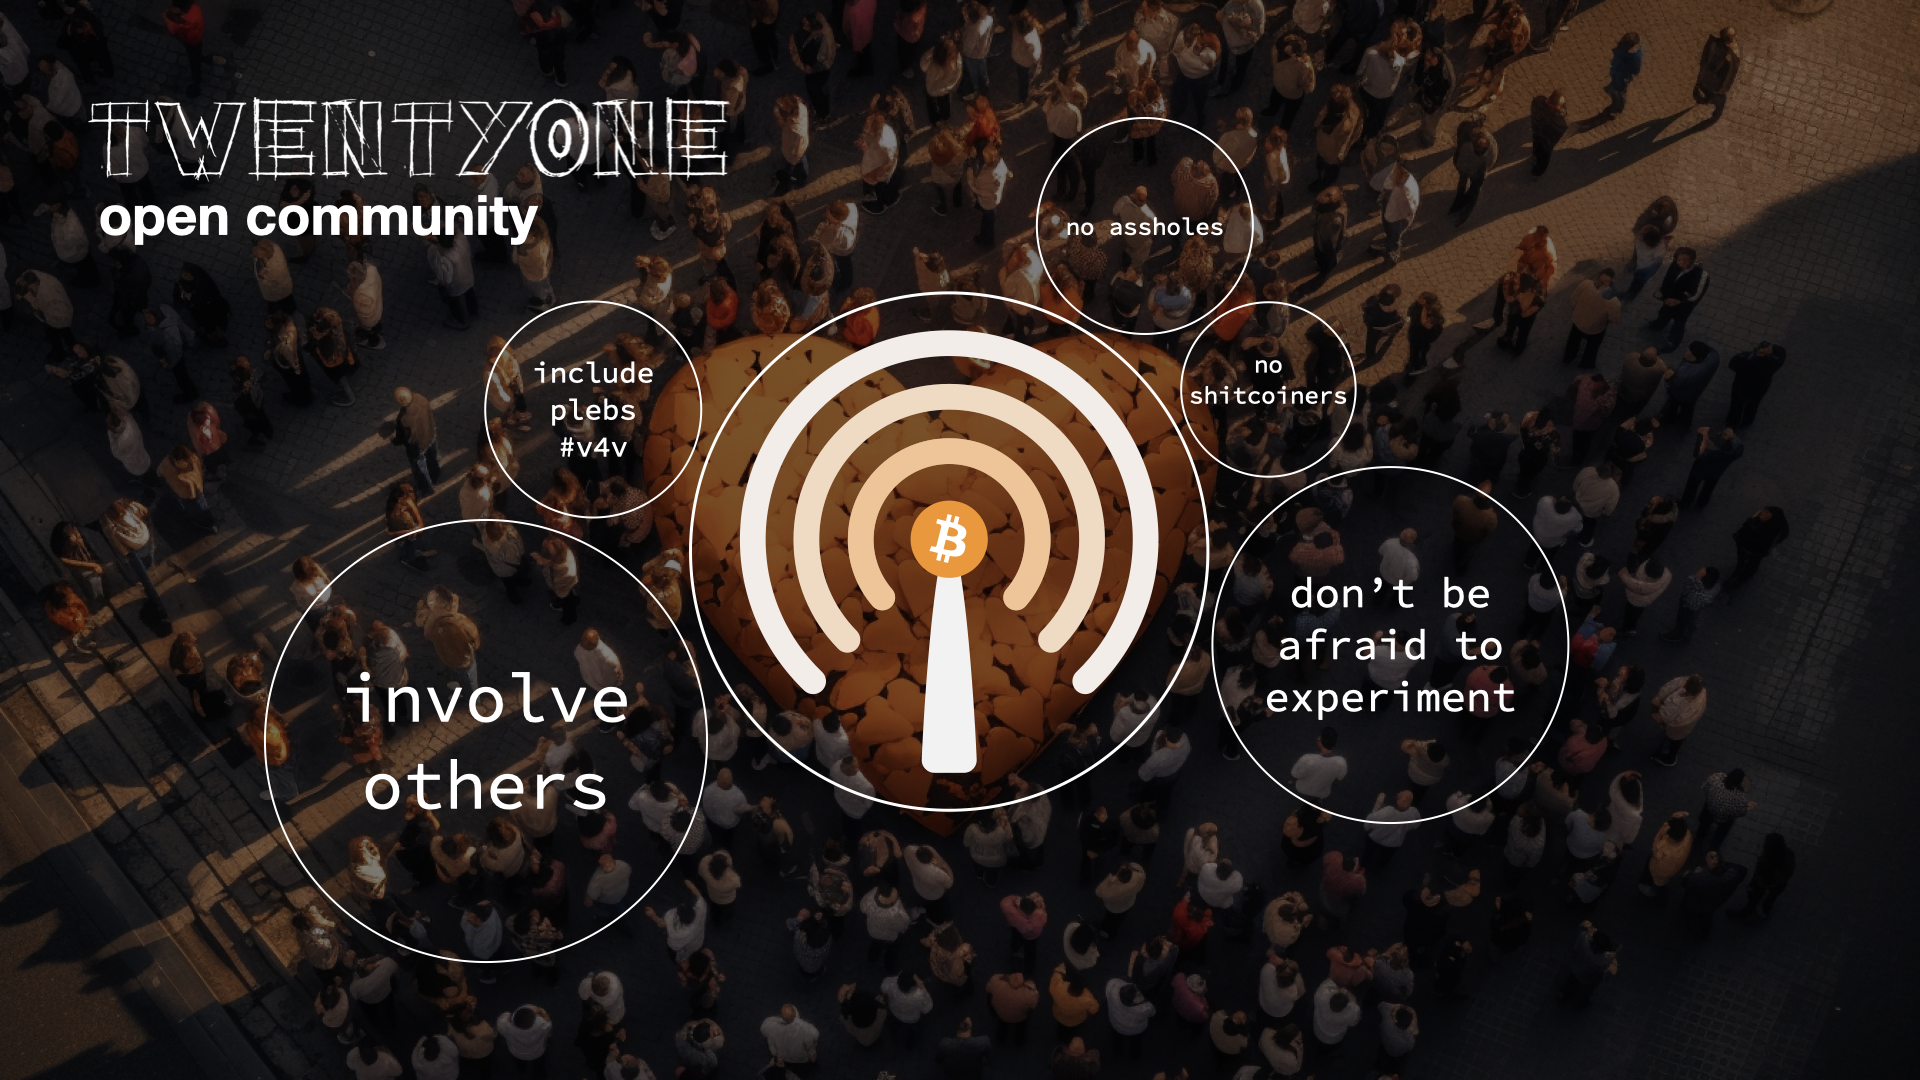 TWENTYONE
open community
no assholes
include
plebs
#v4v
no
shitcoiners
don’t be
afraid to
experiment
involve
others